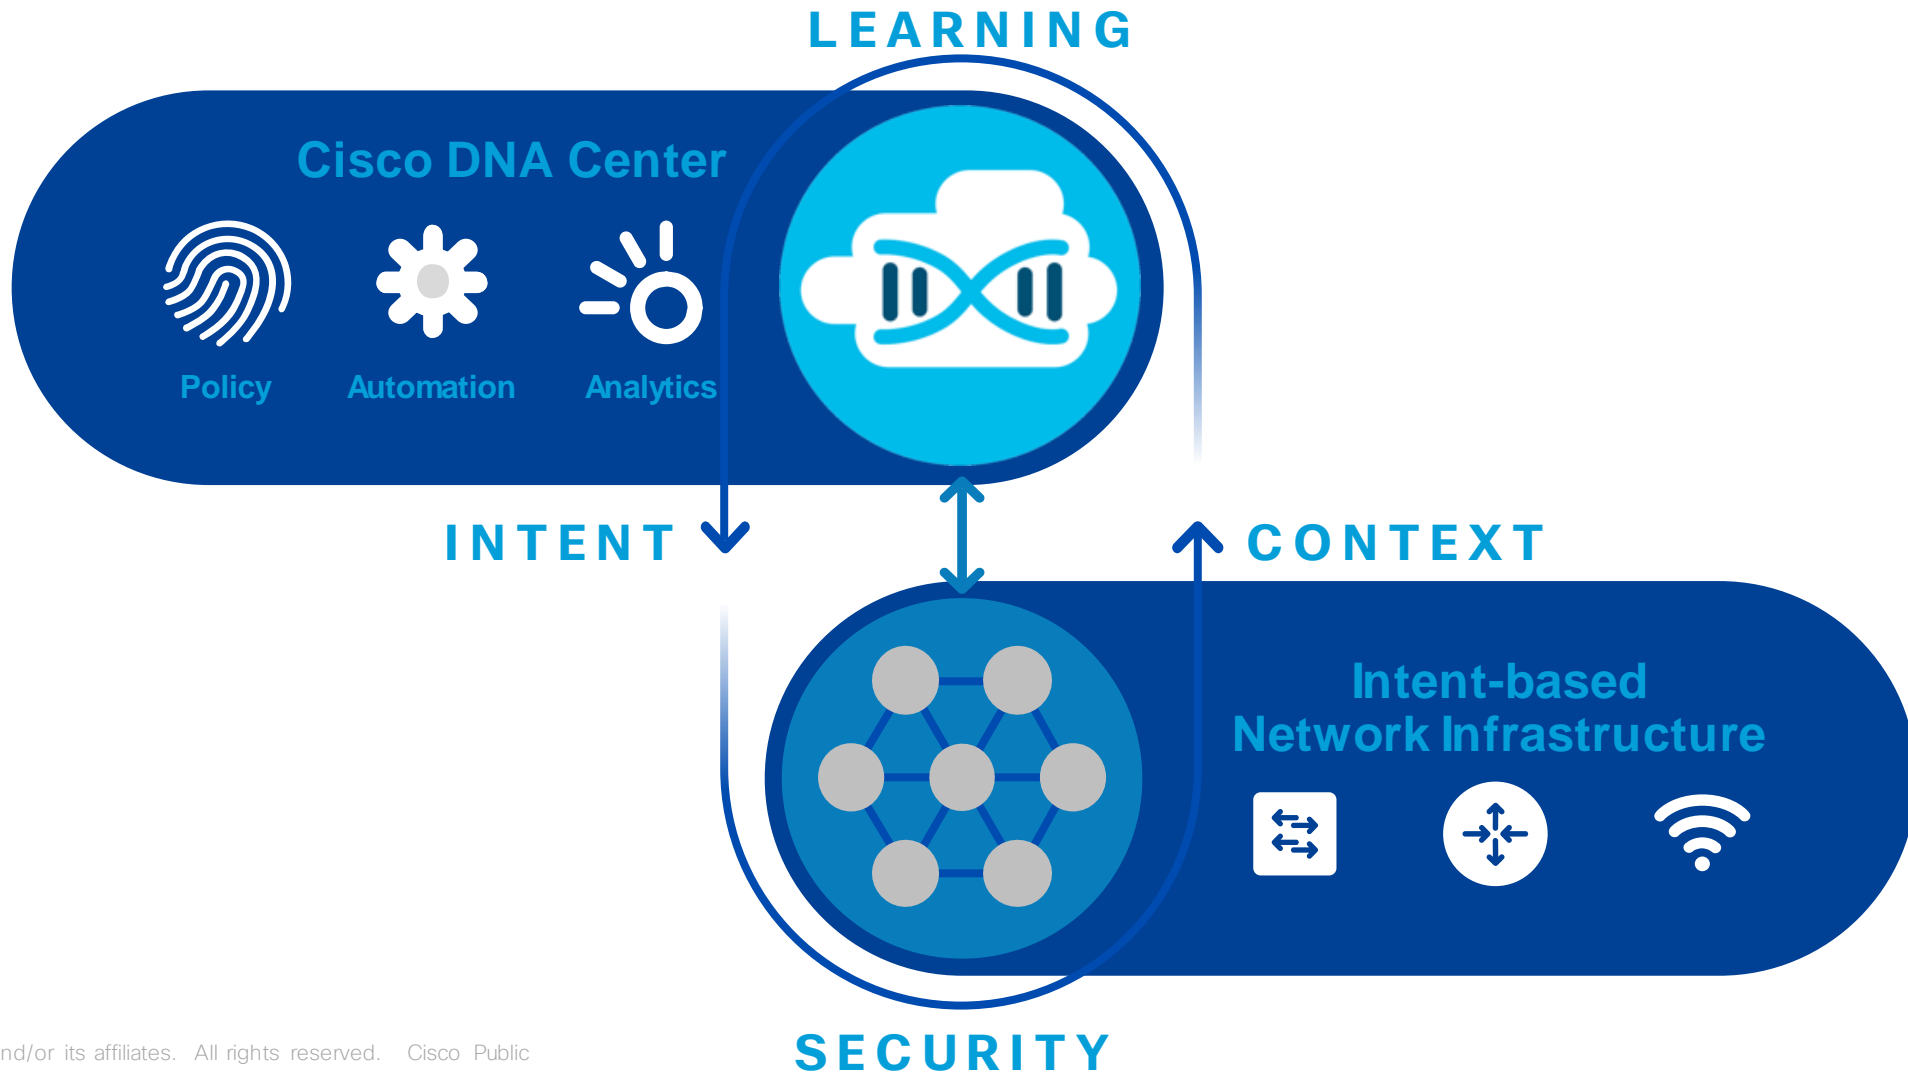 LEARNING
Cisco DNA Center
Policy
Automation
Analytics
INTENT
CONTEXT
Intent-based
Network Infrastructure
SECURITY
nd/or its affiliates. All rights reserved. Cisco Public